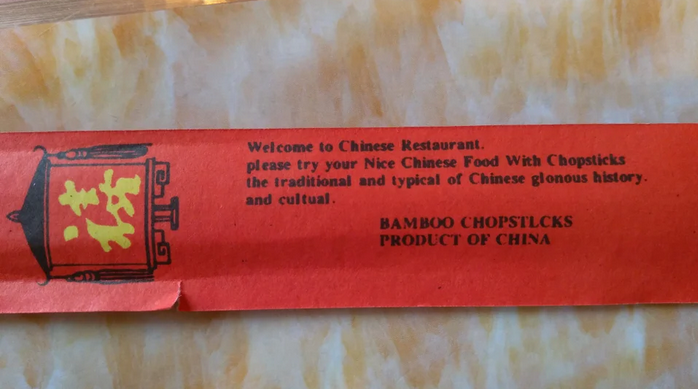 Welcome to Chinese Restaurant.
please try your Nice Chinese Food With Chopsticks
the traditional and typical of Chinese glonous history.
and cultual.
BAMBOO CHOPSTLCKS
PRODUCT OF CHINA